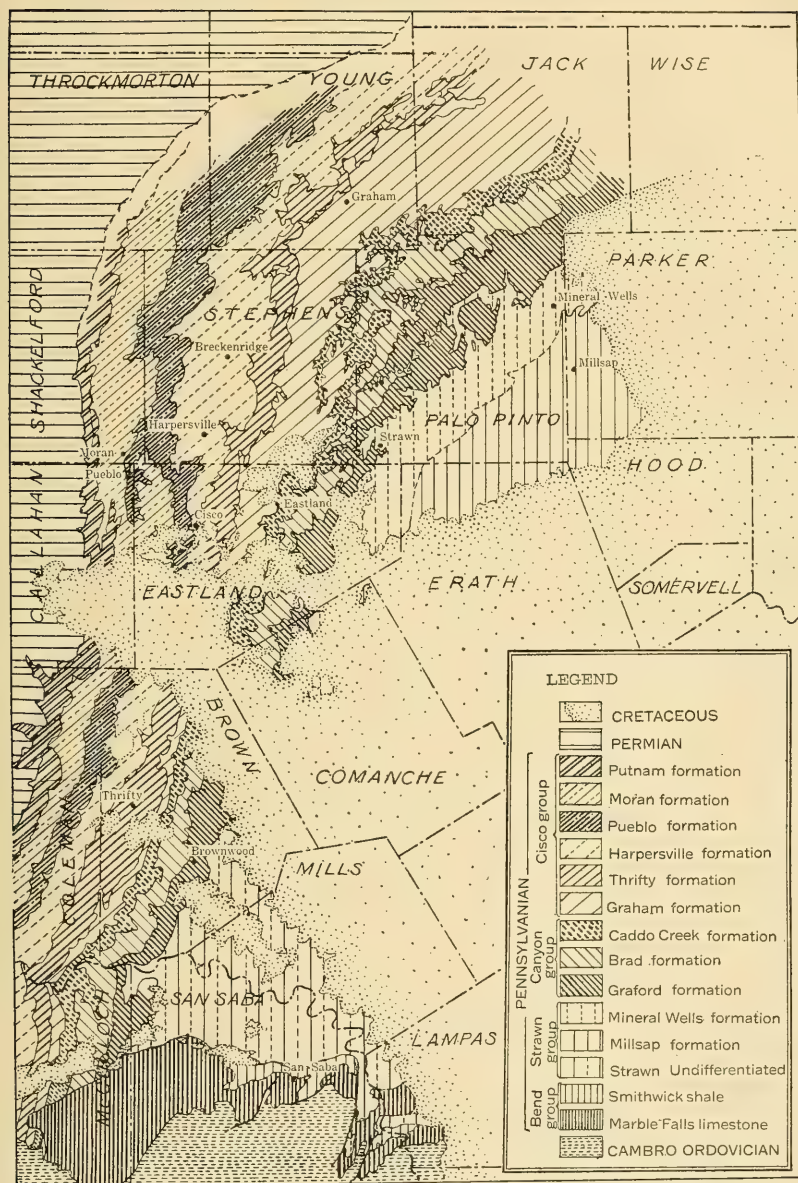 THROCKMORTON YOUNG JACK WISE
Graham
SHACKELFORD
PARKER
STEPHENS
Mineral Wells
Breckenridge
Millsap
PALO PINTO
Harpersville
Strawn
Moran
Pueblo
HOOD
Eastland
Cisco
CALLAHAN
EASTLAND
ERATH
SOMERVELL
BROWN
COMANCHE
Thrifty
COLEMAN
Brownwood
MILLS
SAN SABA
McCULLOCH
LAMPAS
San Saba
LEGEND
CRETACEOUS
PERMIAN
PENNSYLVANIAN
Cisco group
Putnam formation
Moran formation
Pueblo formation
Harpersville formation
Thrifty formation
Graham formation
Canyon group
Caddo Creek formation
Brad formation
Graford formation
Strawn group
Mineral Wells formation
Millsap formation
Strawn Undifferentiated
Bend group
Smithwick shale
Marble Falls limestone
CAMBRO ORDOVICIAN